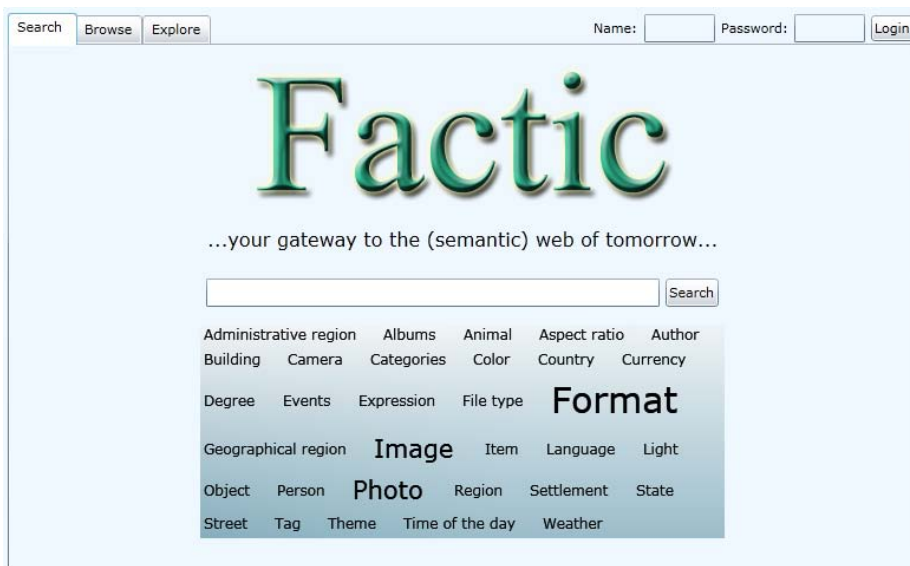 Search Browse Explore Name: Password: Login
Factic
...your gateway to the (semantic) web of tomorrow...
Search
Administrative region Albums Animal Aspect ratio Author
Building Camera Categories Color Country Currency
Degree Events Expression File type Format
Geographical region Image Item Language Light
Object Person Photo Region Settlement State
Street Tag Theme Time of the day Weather